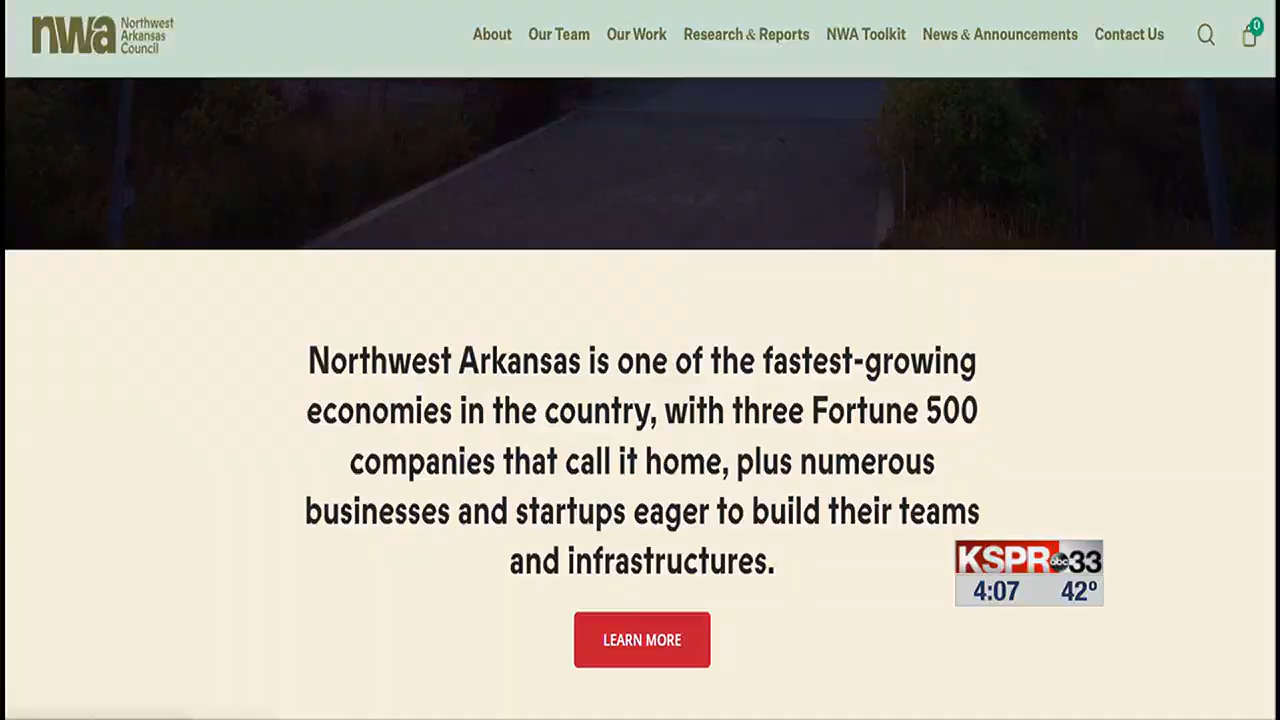 nwa Northwest
Arkansas
Council
About Our Team Our Work Research & Reports NWA Toolkit News & Announcements Contact Us 0
Northwest Arkansas is one of the fastest-growing
economies in the country, with three Fortune 500
companies that call it home, plus numerous
businesses and startups eager to build their teams
and infrastructures.
KSPR abc 33
4:07 42º
LEARN MORE